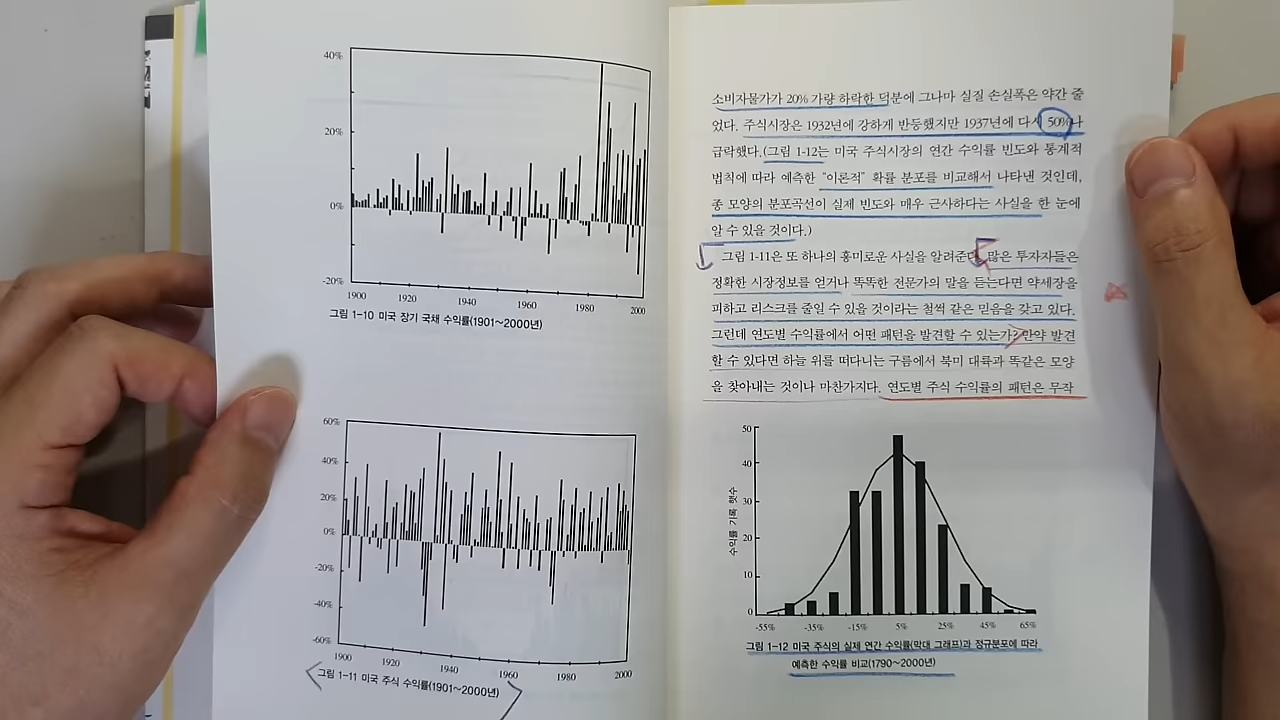 40%
20%
0%
-20%
1900 1920 1940 1960 1980 2000
그림 1-10 미국 장기 국채 수익률(1901~2000년)
60%
40%
20%
0%
-20%
-40%
-60%
1900 1920 1940 1960 1980 2000
그림 1-11 미국 주식 수익률(1901~2000년)
소비자물가가 20% 가량 하락한 덕분에 그나마 실질 손실폭은 약간 줄
었다. 주식시장은 1932년에 강하게 반등했지만 1937년에 다시 50%나
급락했다.(그림 1-12는 미국 주식시장의 연간 수익률 빈도와 통계적
법칙에 따라 예측한 "이론적" 확률 분포를 비교해서 나타낸 것인데,
종 모양의 분포곡선이 실제 빈도와 매우 근사하다는 사실을 한 눈에
알 수 있을 것이다.)
그림 1-11은 또 하나의 흥미로운 사실을 알려준다. 많은 투자자들은
정확한 시장정보를 얻거나 똑똑한 전문가의 말을 듣는다면 약세장을
피하고 리스크를 줄일 수 있을 것이라는 철썩 같은 믿음을 갖고 있다.
그런데 연도별 수익률에서 어떤 패턴을 발견할 수 있는가? 만약 발견
할 수 있다면 하늘 위를 떠다니는 구름에서 북미 대륙과 똑같은 모양
을 찾아내는 것이나 마찬가지다. 연도별 주식 수익률의 패턴은 무작
50
40
30
20
10
0
수익률 기록 횟수
-55% -35% -15% 5% 25% 45% 65%
그림 1-12 미국 주식의 실제 연간 수익률(막대 그래프)과 정규분포에 따라
예측한 수익률 비교(1790~2000년)